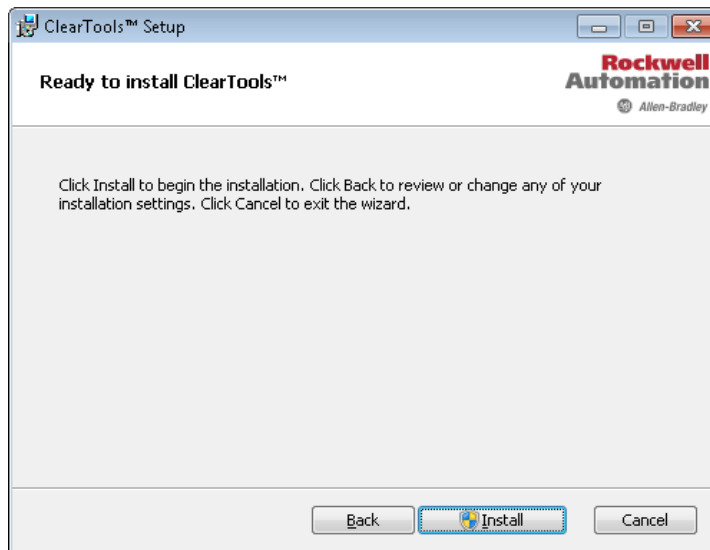 ClearTools™ Setup
Ready to install ClearTools™
Rockwell
Automation
Allen-Bradley
Click Install to begin the installation. Click Back to review or change any of your
installation settings. Click Cancel to exit the wizard.
Back
Install
Cancel